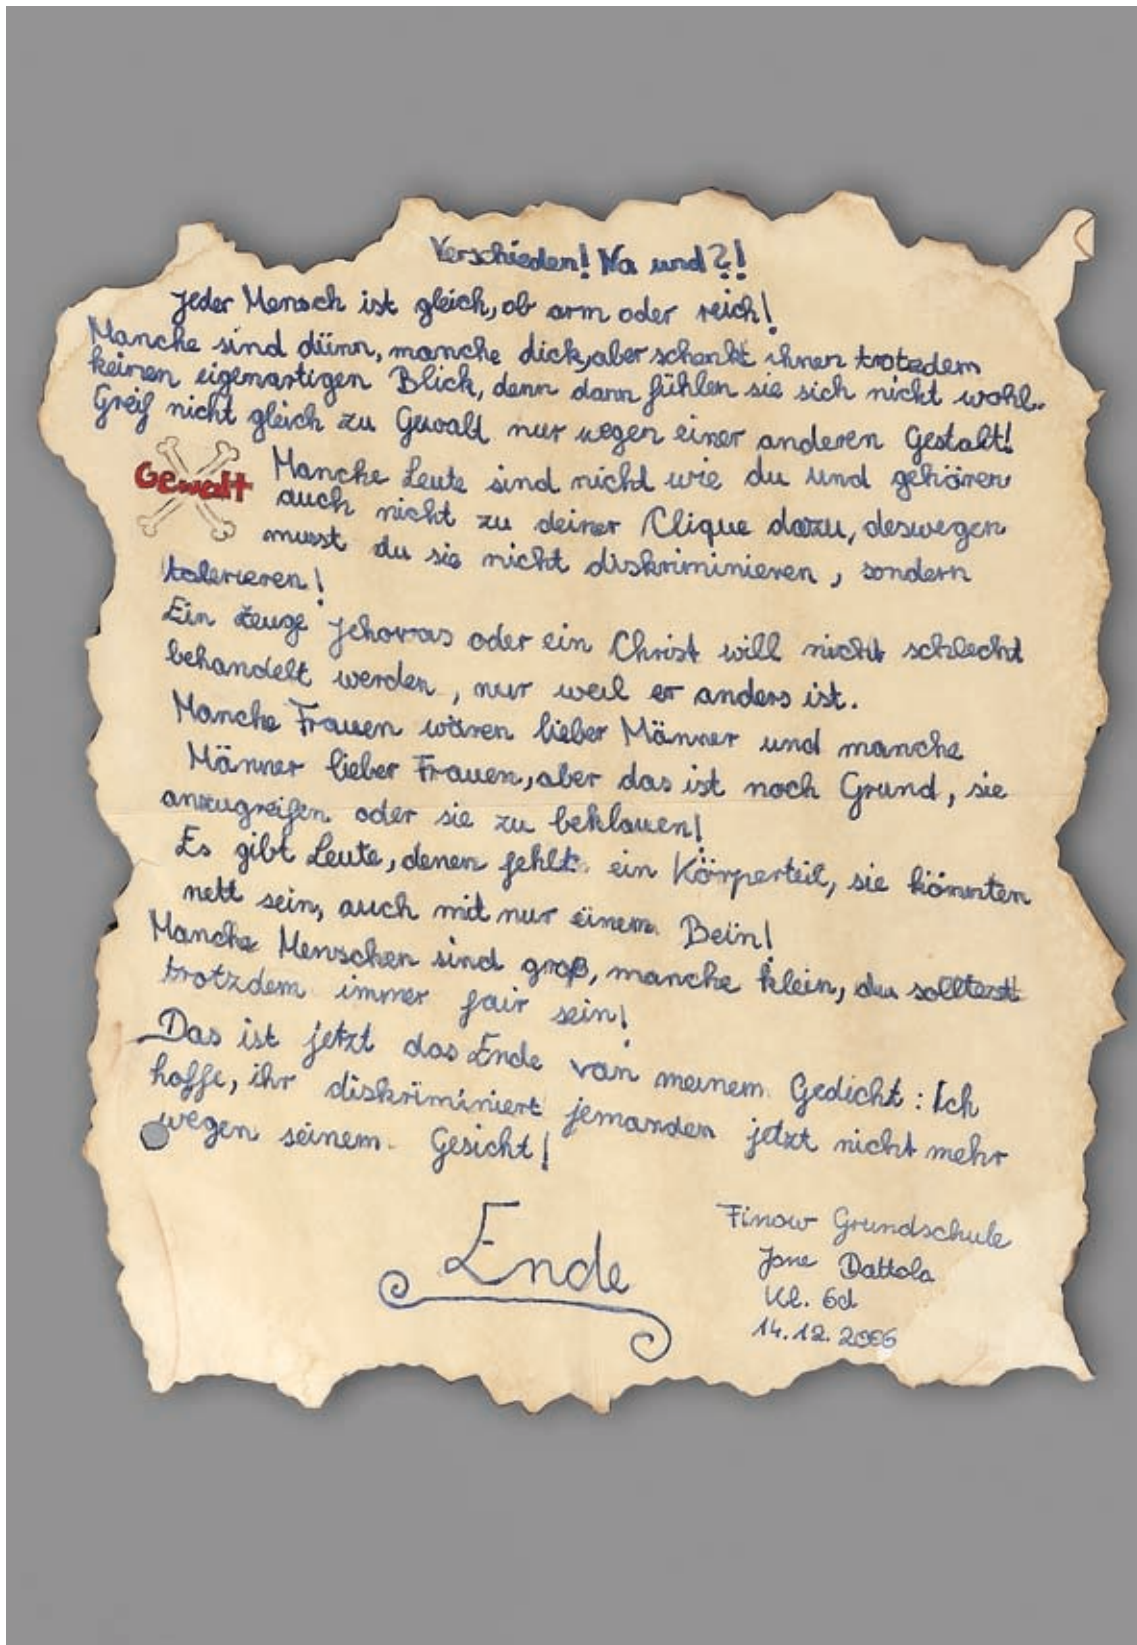 Verschieden! Na und?!
Jeder Mensch ist gleich, ob arm oder reich!
Manche sind dünn, manche dick, aber schenkt ihnen trotzdem
keinen eigenartigen Blick, denn dann fühlen sie sich nicht wohl.
Greif nicht gleich zu Gewalt nur wegen einer anderen Gestalt!
Gewalt
Manche Leute sind nicht wie du und gehören
auch nicht zu deiner Clique dazu, deswegen
musst du sie nicht diskriminieren, sondern
tolerieren!
Ein Zeuge Jehovas oder ein Christ will nicht schlecht
behandelt werden, nur weil er anders ist.
Manche Frauen wären lieber Männer und manche
Männer lieber Frauen, aber das ist noch Grund, sie
anzugreifen oder sie zu beklauen!
Es gibt Leute, denen fehlt ein Körperteil, sie könnten
nett sein, auch mit nur einem Bein!
Manche Menschen sind groß, manche klein, du solltest
trotzdem immer fair sein!
Das ist jetzt das Ende von meinem Gedicht: Ich
hoffe, ihr diskriminiert jemanden jetzt nicht mehr
wegen seinem Gesicht!
Ende
Finow Grundschule
Jone Dattola
Kl. 6d
14.12.2006